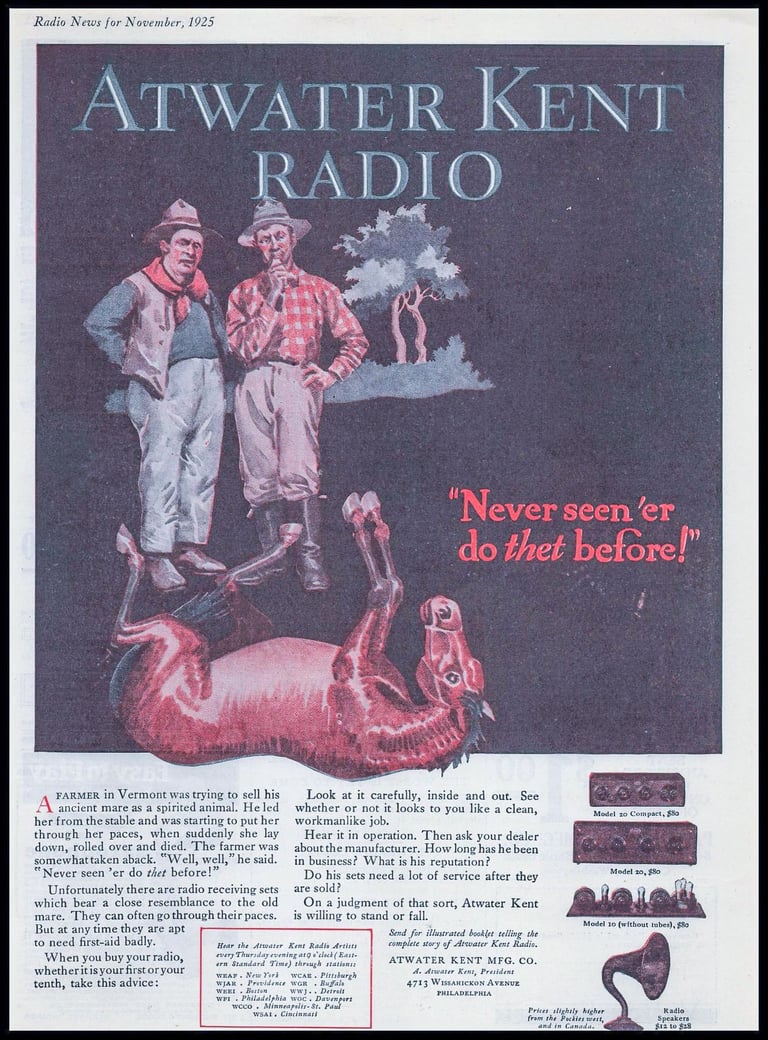 Radio News for November, 1925
ATWATER KENT
RADIO
"Never seen 'er
do thet before!"
A FARMER in Vermont was trying to sell his
ancient mare as a spirited animal. He led
her from the stable and was starting to put her
through her paces, when suddenly she lay
down, rolled over and died. The farmer was
somewhat taken aback. "Well, well," he said.
"Never seen 'er do thet before!"
Unfortunately there are radio receiving sets
which bear a close resemblance to the old
mare. They can often go through their paces.
But at any time they are apt
to need first-aid badly.
When you buy your radio,
whether it is your first or your
tenth, take this advice:
Look at it carefully, inside and out. See
whether or not it looks to you like a clean,
workmanlike job.
Hear it in operation. Then ask your dealer
about the manufacturer. How long has he been
in business? What is his reputation?
Do his sets need a lot of service after they
are sold?
On a judgment of that sort, Atwater Kent
is willing to stand or fall.
Hear the Atwater Kent Radio Artists
every Thursday evening at 9 o'clock (East-
ern Standard Time) through stations:
WEAF . New York WCAE . Pittsburgh
WJAR . Providence WGR . Buffalo
WEEI . Boston WWJ . . Detroit
WFI . Philadelphia WOC . Davenport
WCCO . Minneapolis-St. Paul
WSAI . Cincinnati
Send for illustrated booklet telling the
complete story of Atwater Kent Radio.
ATWATER KENT MFG. CO.
A. Atwater Kent, President
4713 WISSAHICKON AVENUE
PHILADELPHIA
Model 20 Compact, $80
Model 20, $80
Model 10 (without tubes), $80
Prices slightly higher
from the Rockies west,
and in Canada.
Radio
Speakers
$12 to $28